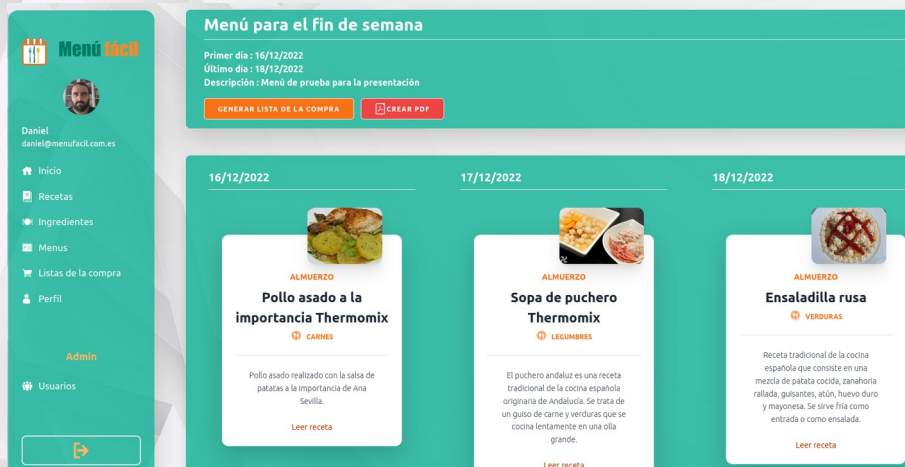 Menú fácil
Daniel
daniel@menufacil.com.es
Inicio
Recetas
Ingredientes
Menus
Listas de la compra
Perfil
Admin
Usuarios
Menú para el fin de semana
Primer dia : 16/12/2022
Último dia : 18/12/2022
Descripción : Menú de prueba para la presentación
GENERAR LISTA DE LA COMPRA
CREAR PDF
16/12/2022
ALMUERZO
Pollo asado a la
importancia Thermomix
CARNES
Pollo asado realizado con la salsa de
patatas a la importancia de Ana
Sevilla.
Leer receta
17/12/2022
ALMUERZO
Sopa de puchero
Thermomix
LEGUMBRES
El puchero andaluz es una receta
tradicional de la cocina española
originaria de Andalucía. Se trata de
un guiso de carne y verduras que se
cocina lentamente en una olla
grande.
Leer receta
18/12/2022
ALMUERZO
Ensaladilla rusa
VERDURAS
Receta tradicional de la cocina
española que consiste en una
mezcla de patata cocida, zanahoria
rallada, guisantes, atún, huevo duro
y mayonesa. Se sirve fría como
entrada o como ensalada.
Leer receta